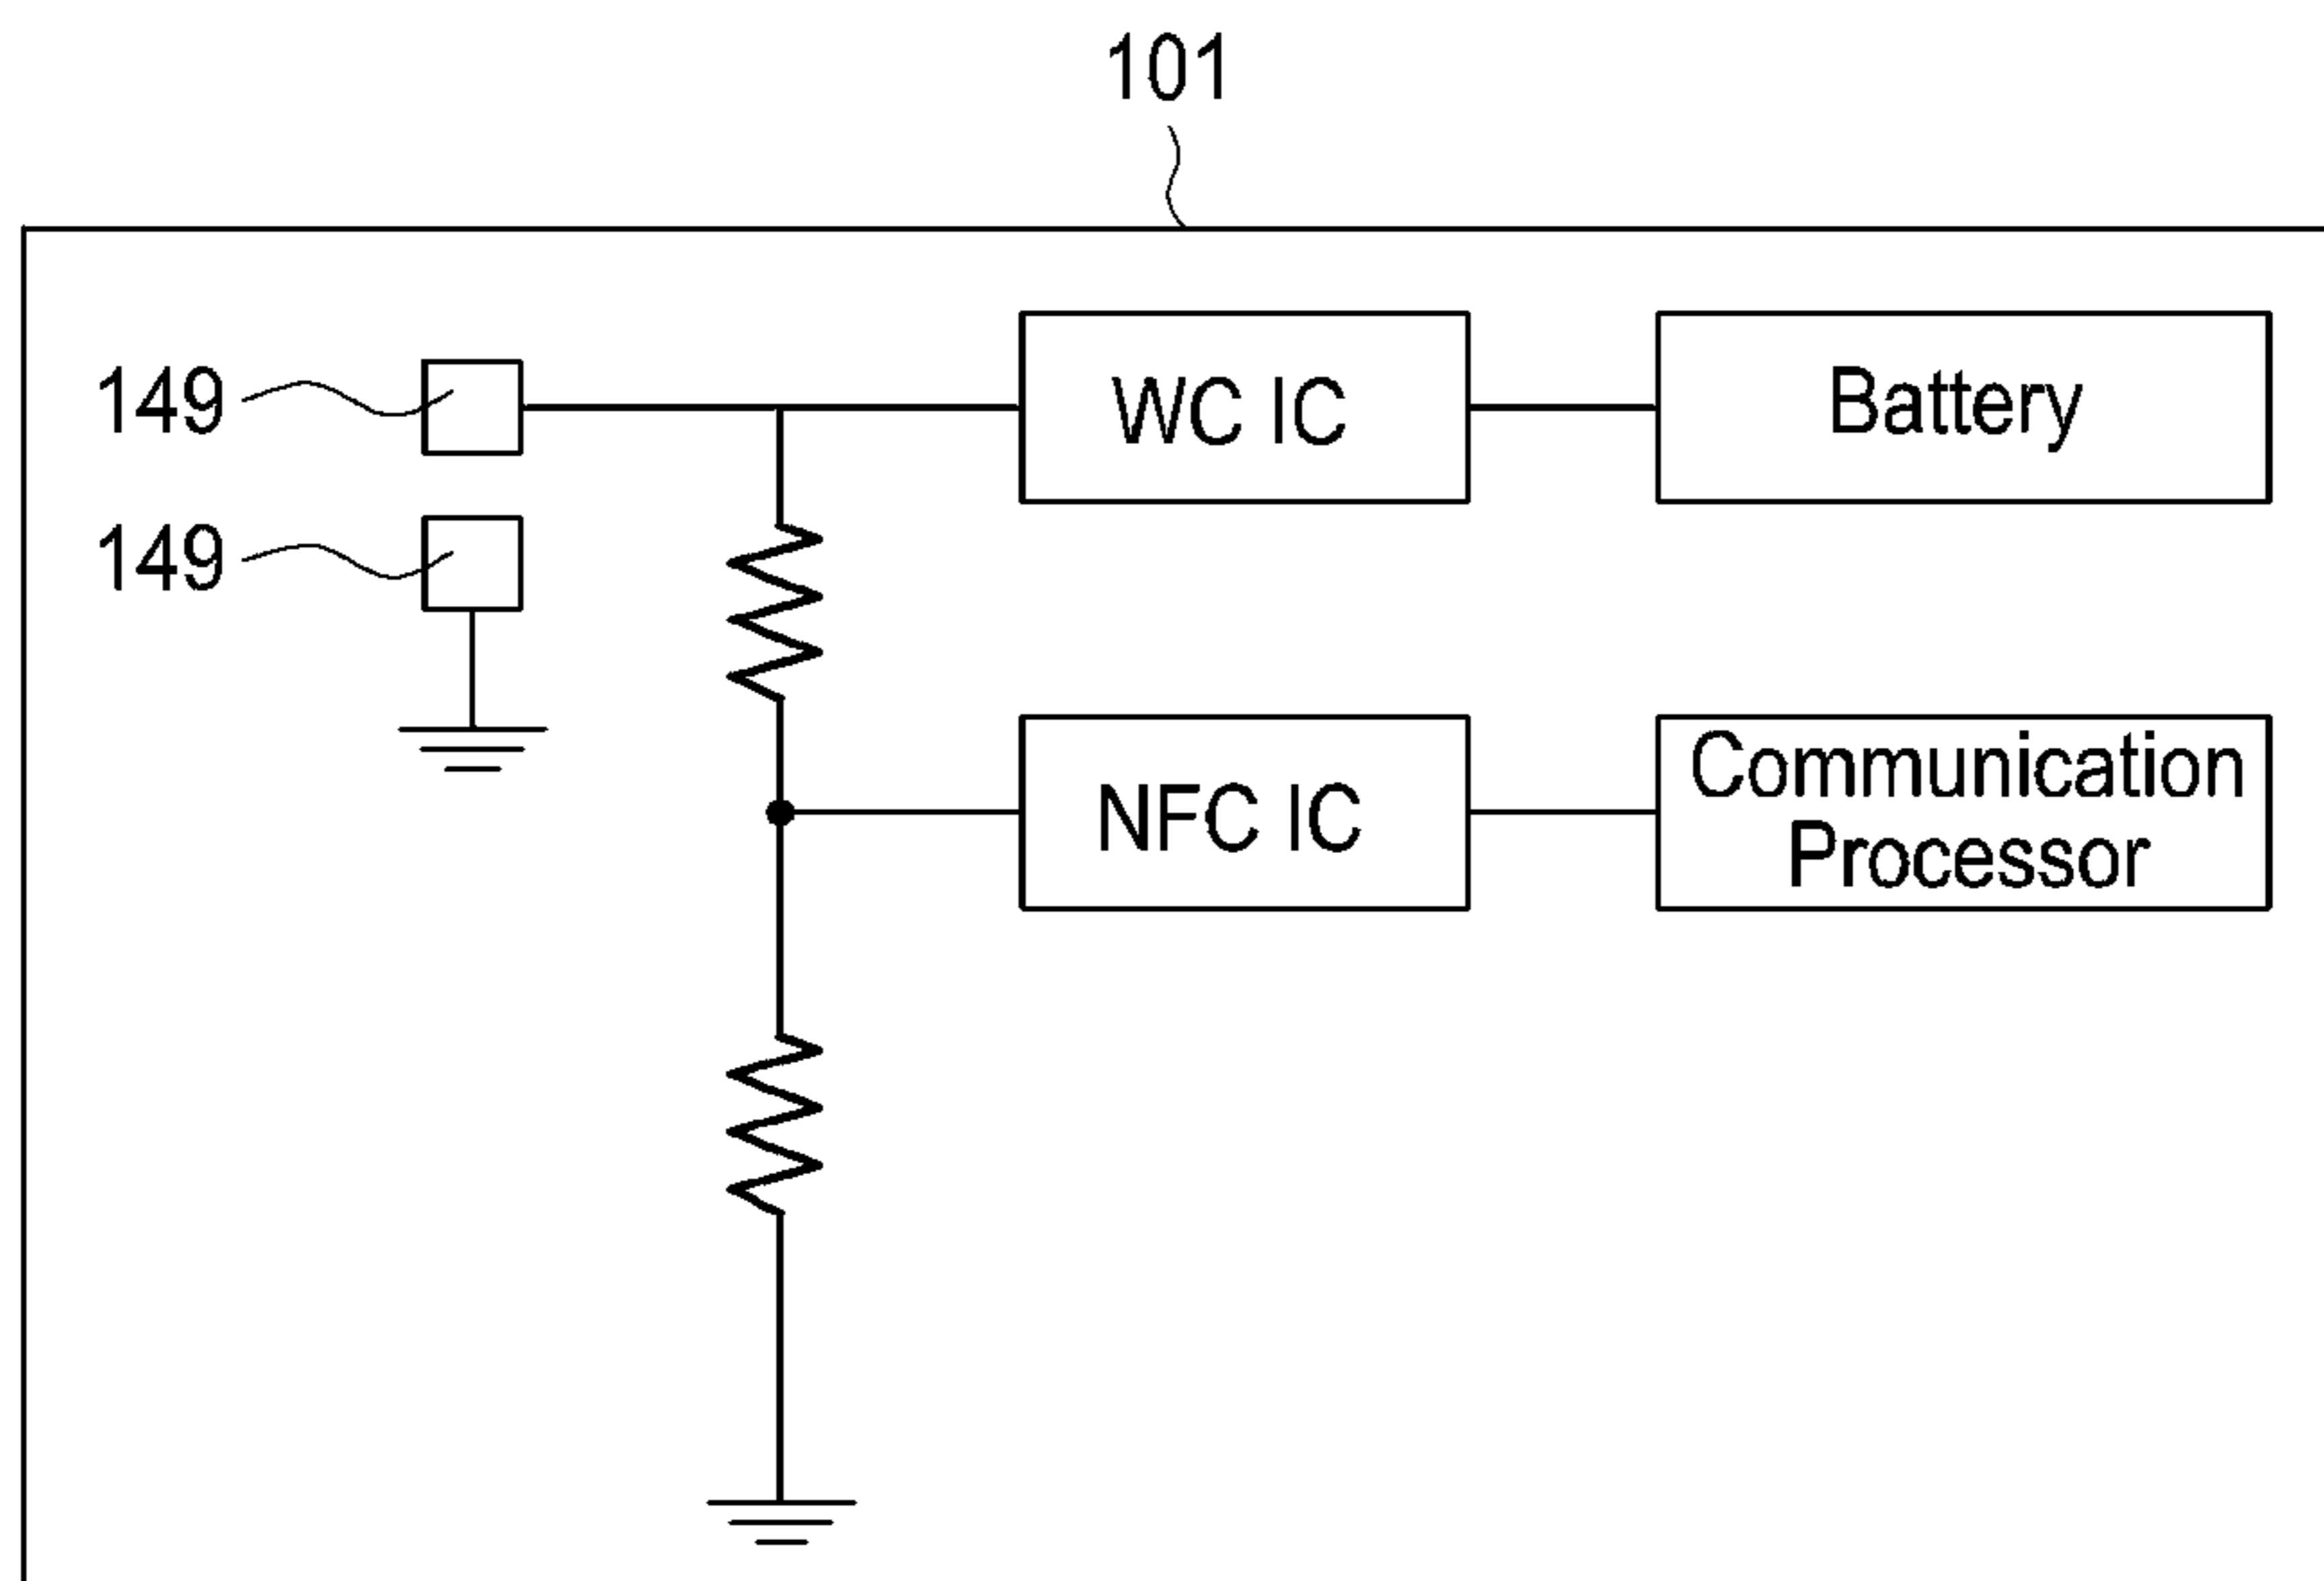 101
149
WC IC
Battery
149
NFC IC
Communication
Processor